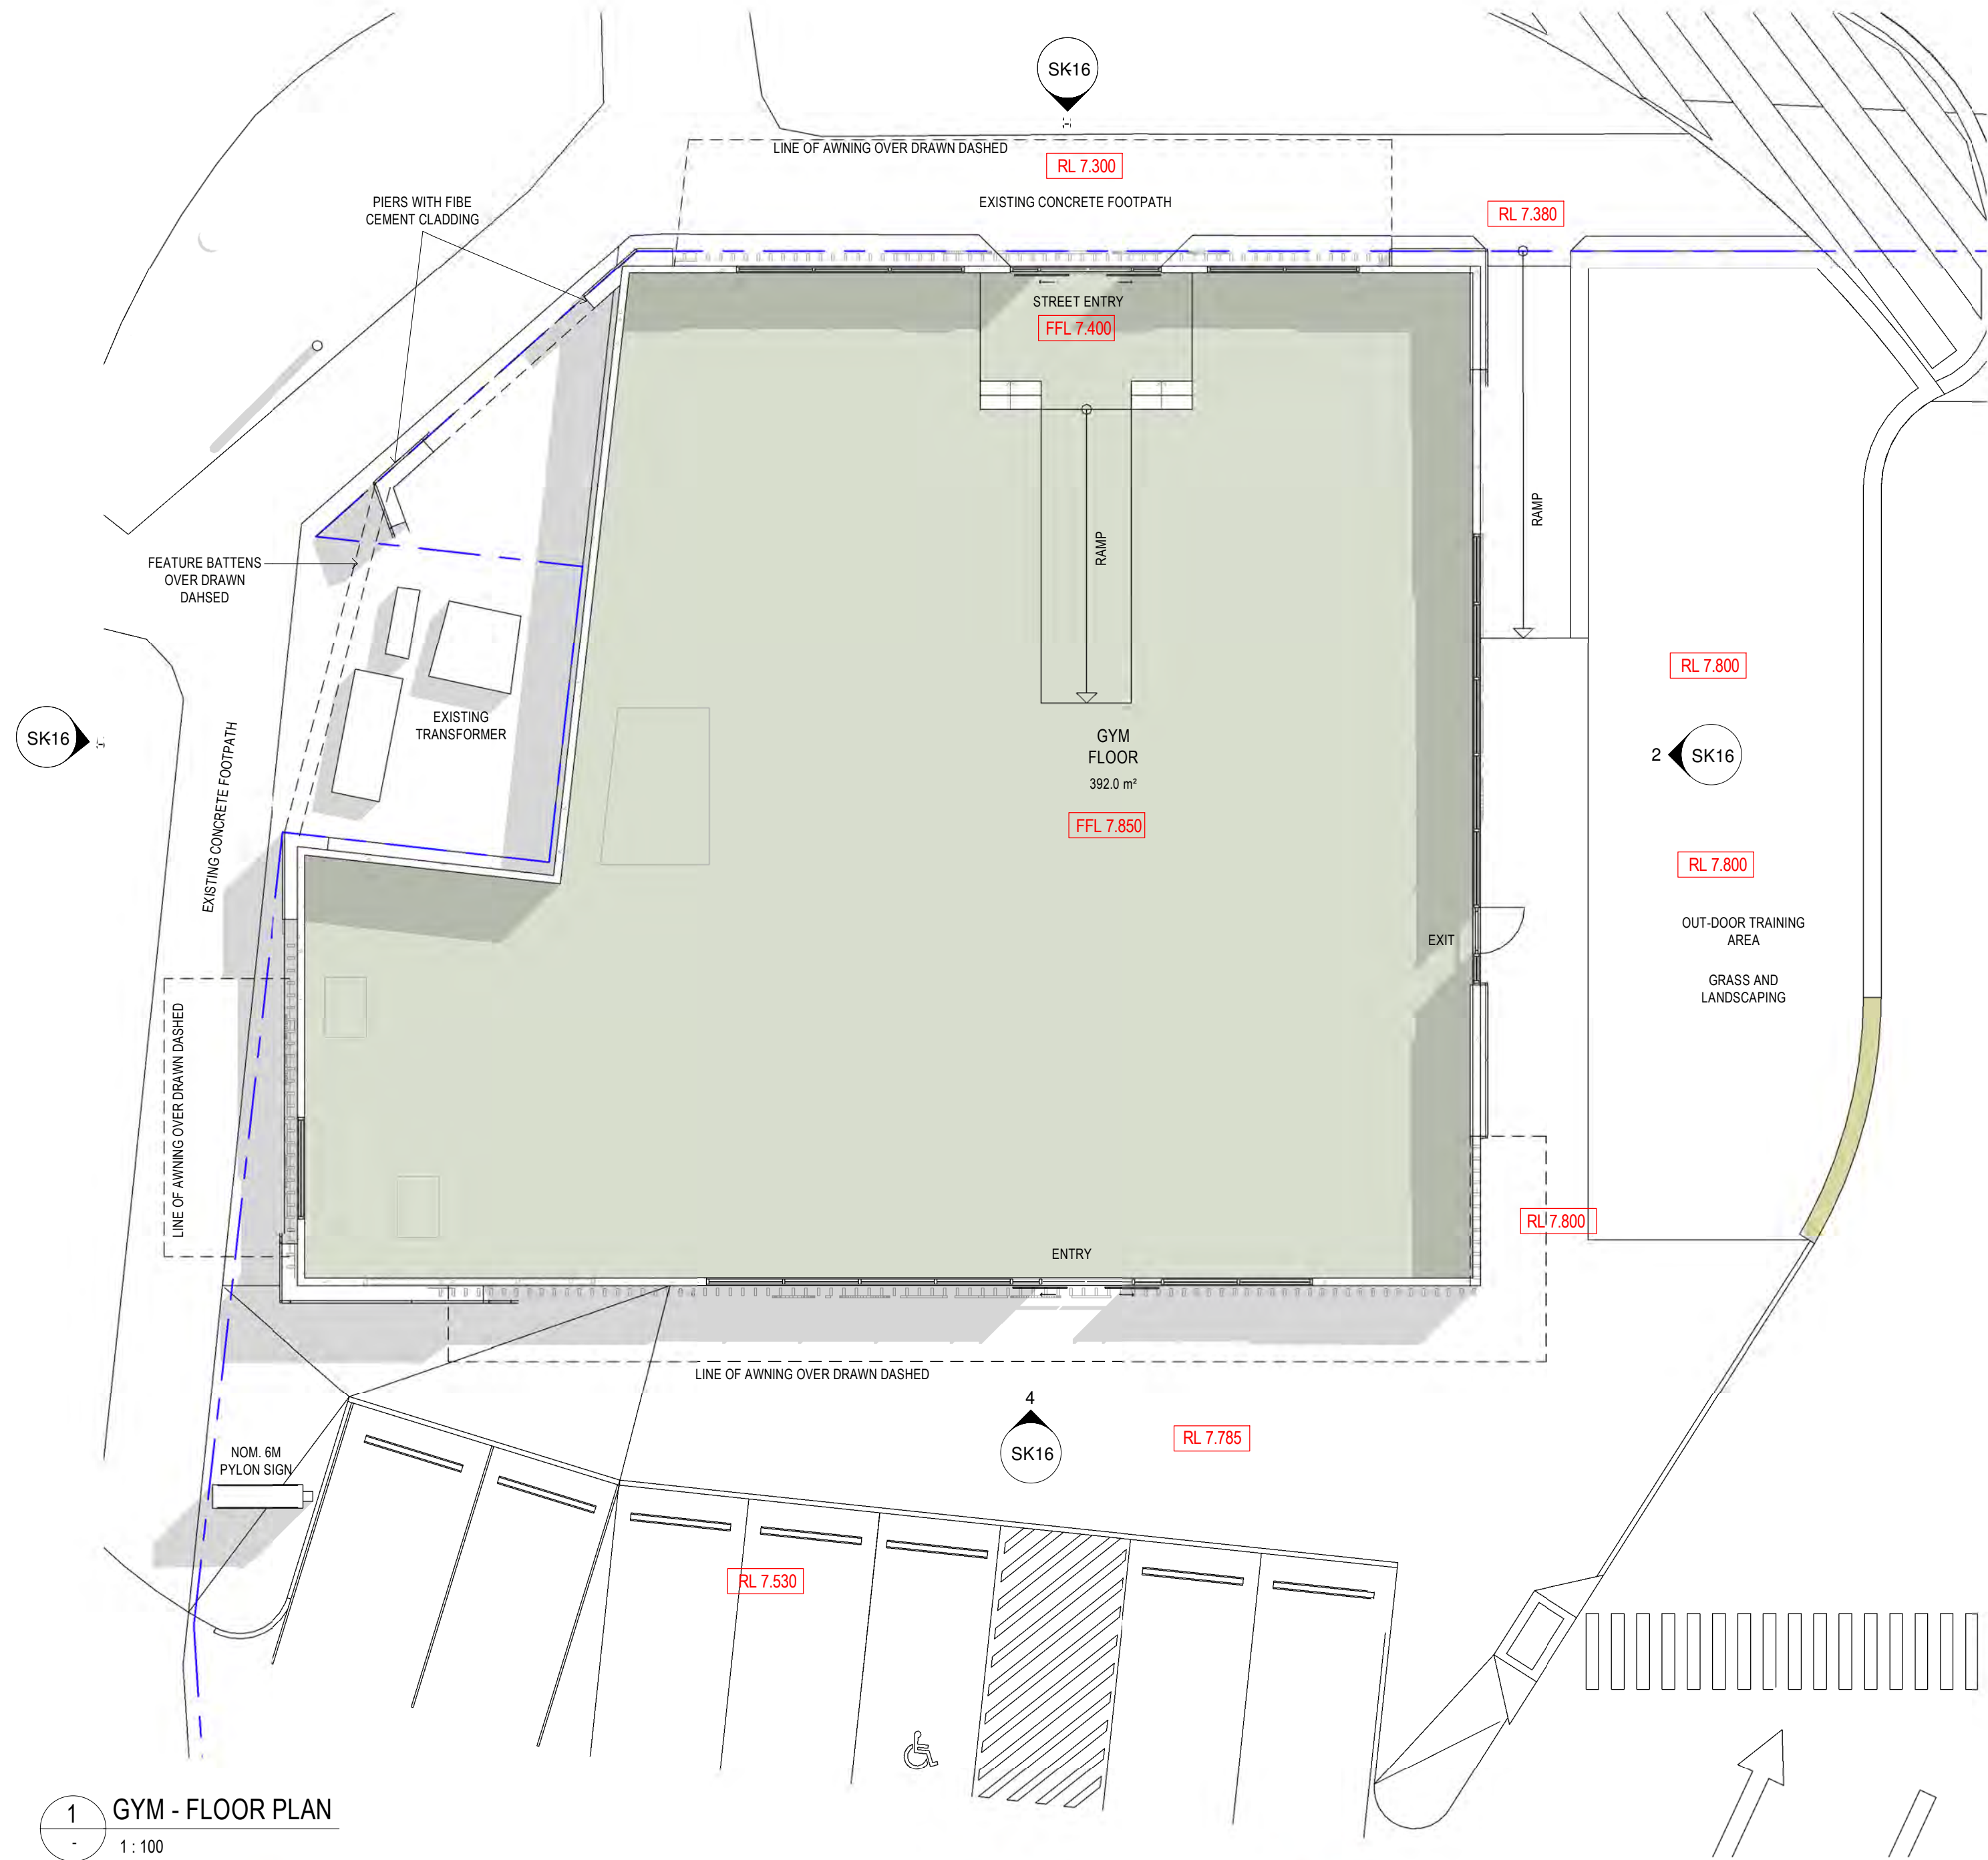 SK16
LINE OF AWNING OVER DRAWN DASHED
RL 7.300
EXISTING CONCRETE FOOTPATH
RL 7.380
PIERS WITH FIBE
CEMENT CLADDING
STREET ENTRY
FFL 7.400
RAMP
RAMP
FEATURE BATTENS
OVER DRAWN
DAHSED
EXISTING
TRANSFORMER
SK16
EXISTING CONCRETE FOOTPATH
GYM
FLOOR
392.0 m²
FFL 7.850
RL 7.800
2
SK16
RL 7.800
OUT-DOOR TRAINING
AREA
GRASS AND
LANDSCAPING
EXIT
LINE OF AWNING OVER DRAWN DASHED
RL 7.800
ENTRY
LINE OF AWNING OVER DRAWN DASHED
4
SK16
RL 7.785
NOM. 6M
PYLON SIGN
RL 7.530
1
-
GYM - FLOOR PLAN
1 : 100